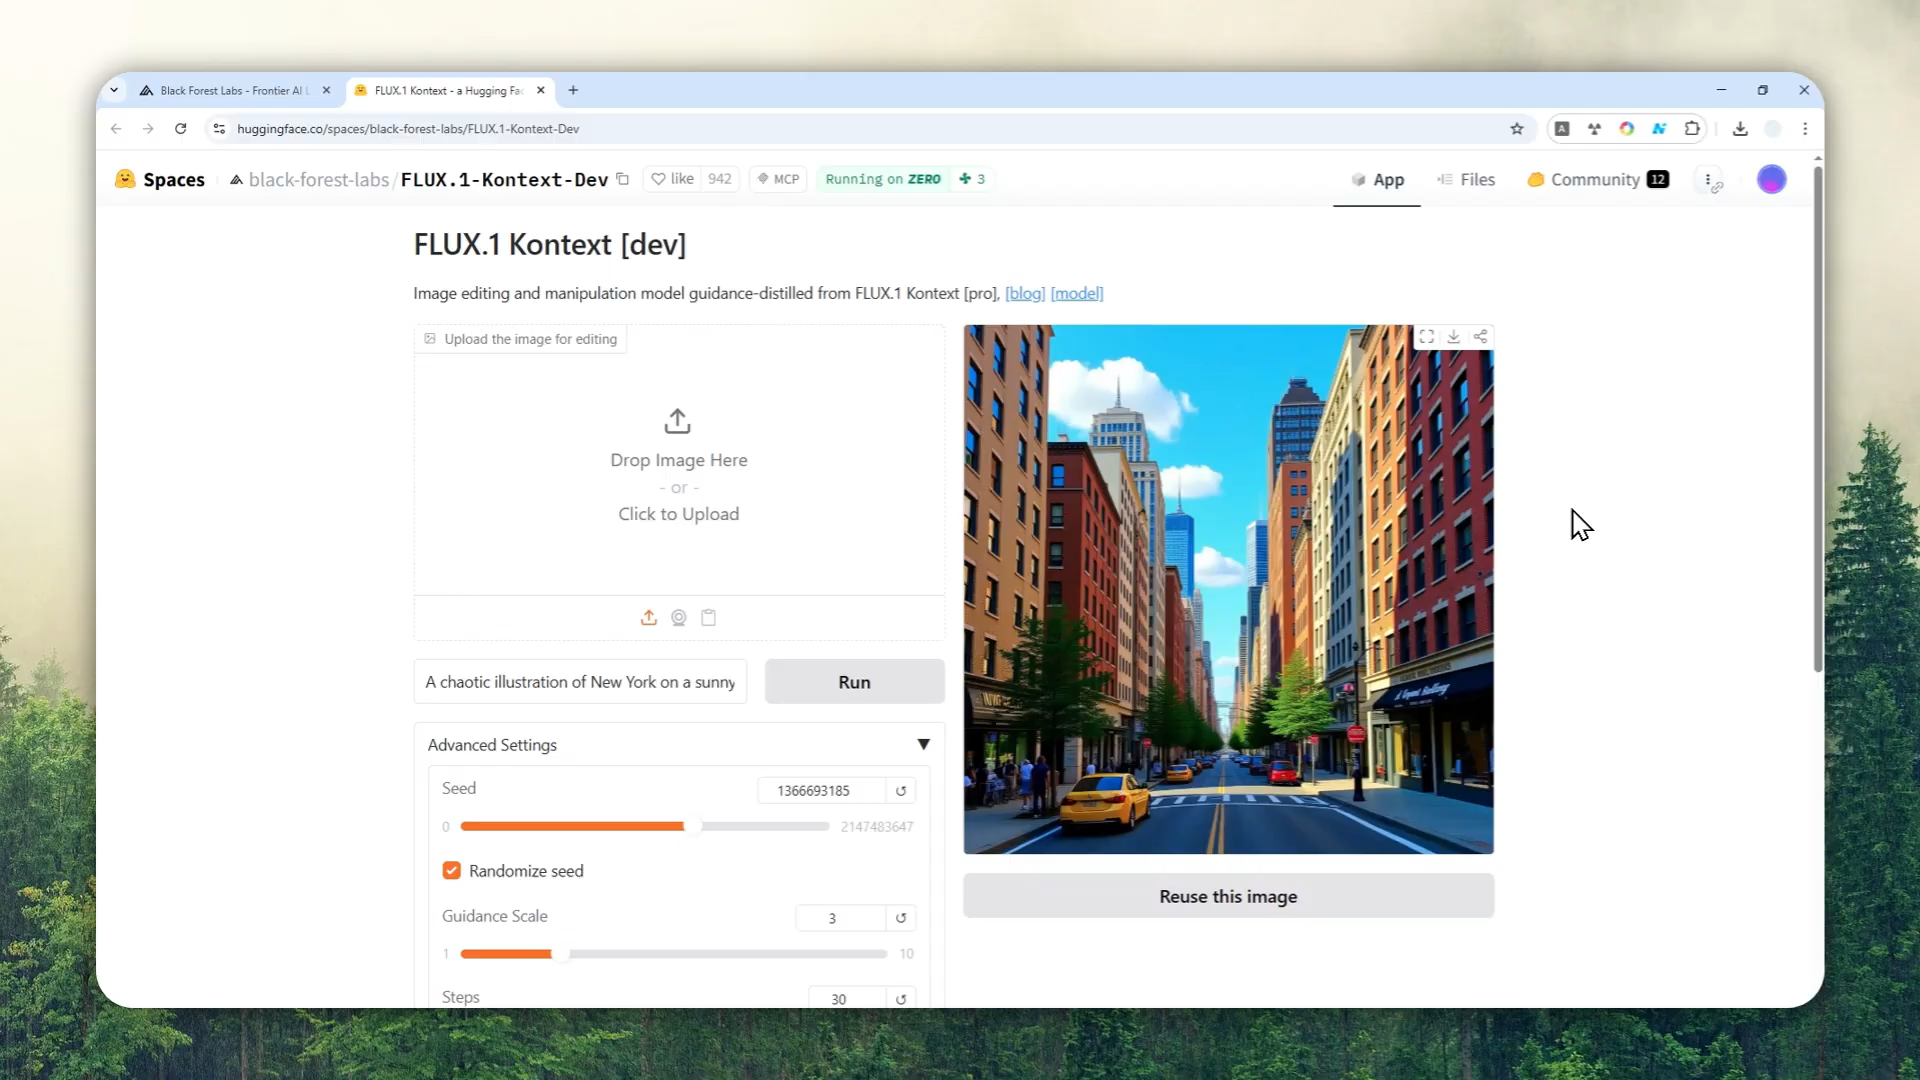 Black Forest Labs - Frontier AI L
FLUX.1 Kontext - a Hugging Fac
huggingface.co/spaces/black-forest-labs/FLUX.1-Kontext-Dev
Spaces
black-forest-labs/FLUX.1-Kontext-Dev
like 942
MCP
Running on ZERO
3
App
Files
Community 12
FLUX.1 Kontext [dev]
Image editing and manipulation model guidance-distilled from FLUX.1 Kontext [pro], [blog] [model]
Upload the image for editing
Drop Image Here
- or -
Click to Upload
A chaotic illustration of New York on a sunny
Run
Advanced Settings
Seed
1366693185
0
2147483647
Randomize seed
Guidance Scale
3
1
10
Steps
30
Reuse this image